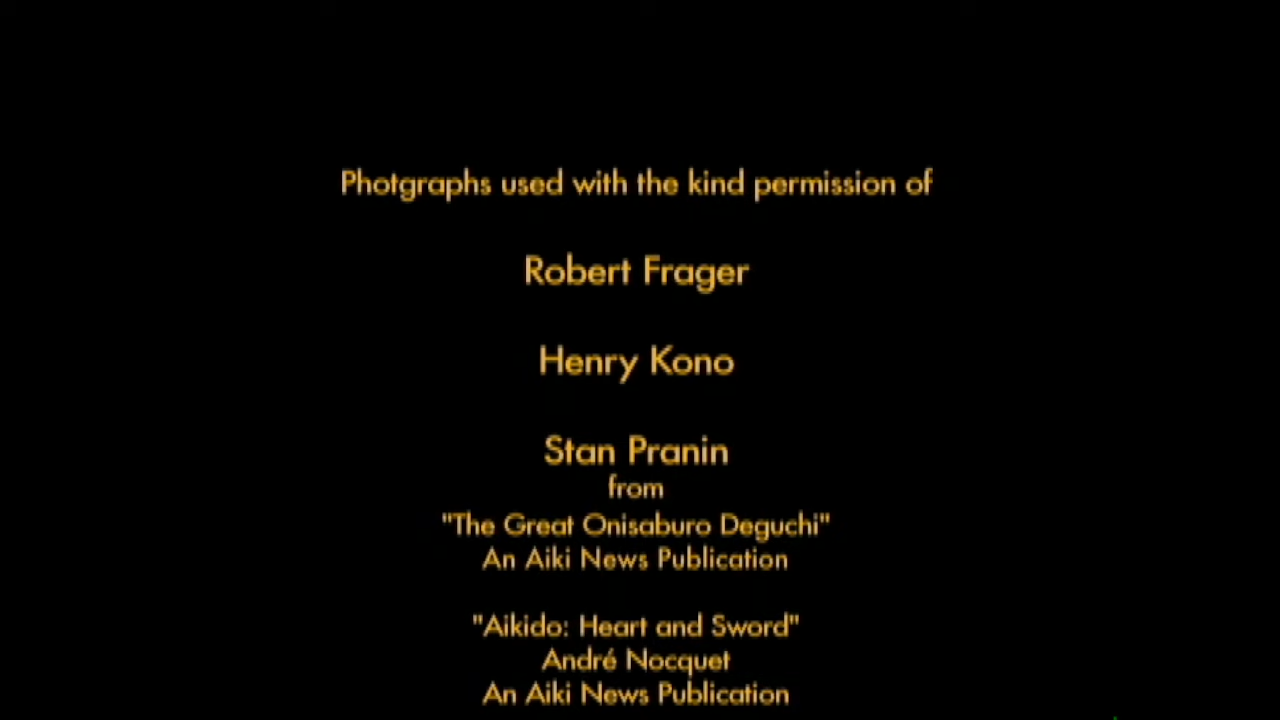 Photgraphs used with the kind permission of
Robert Frager
Henry Kono
Stan Pranin
from
"The Great Onisaburo Deguchi"
An Aiki News Publication
"Aikido: Heart and Sword"
André Nocquet
An Aiki News Publication